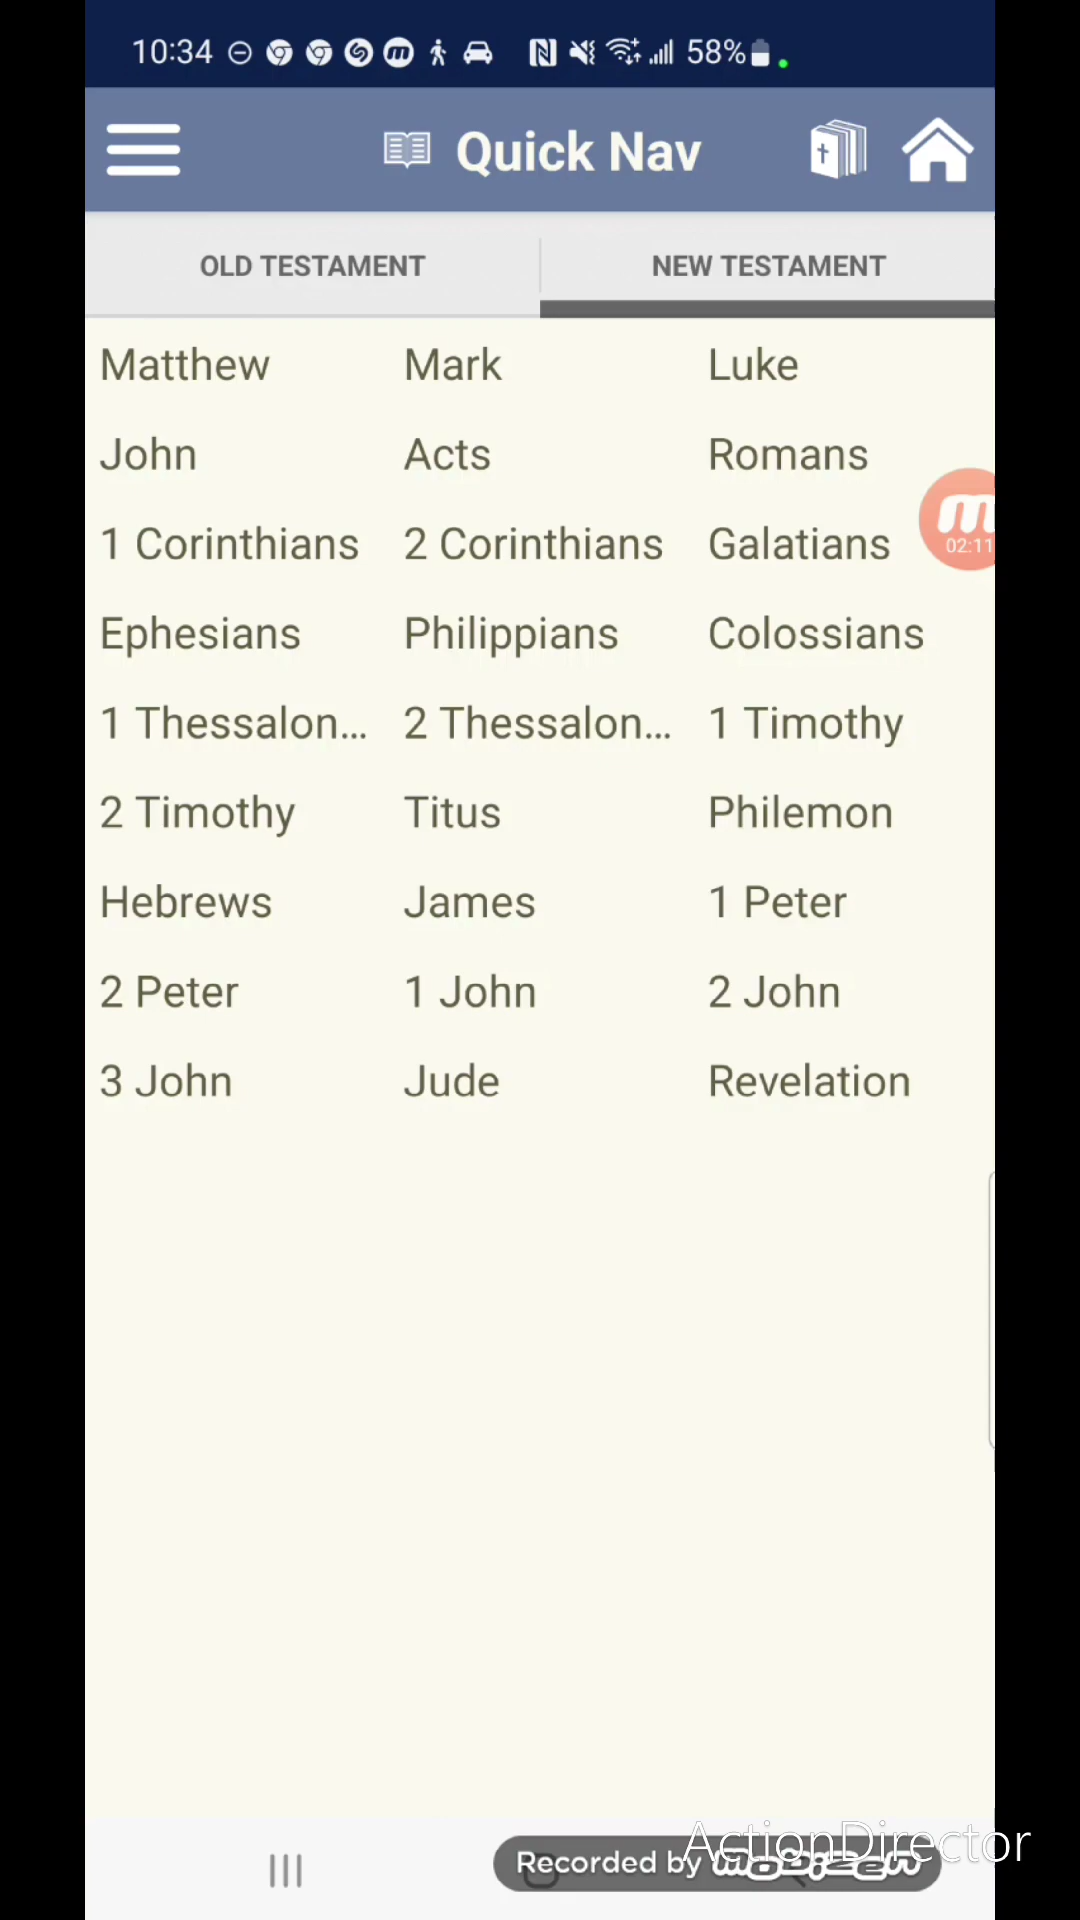 10:34 58%
Quick Nav
OLD TESTAMENT NEW TESTAMENT
Matthew Mark Luke
John Acts Romans
1 Corinthians 2 Corinthians Galatians
02:11
Ephesians Philippians Colossians
1 Thessalon... 2 Thessalon... 1 Timothy
2 Timothy Titus Philemon
Hebrews James 1 Peter
2 Peter 1 John 2 John
3 John Jude Revelation
ActionDirector
Recorded by mobizen